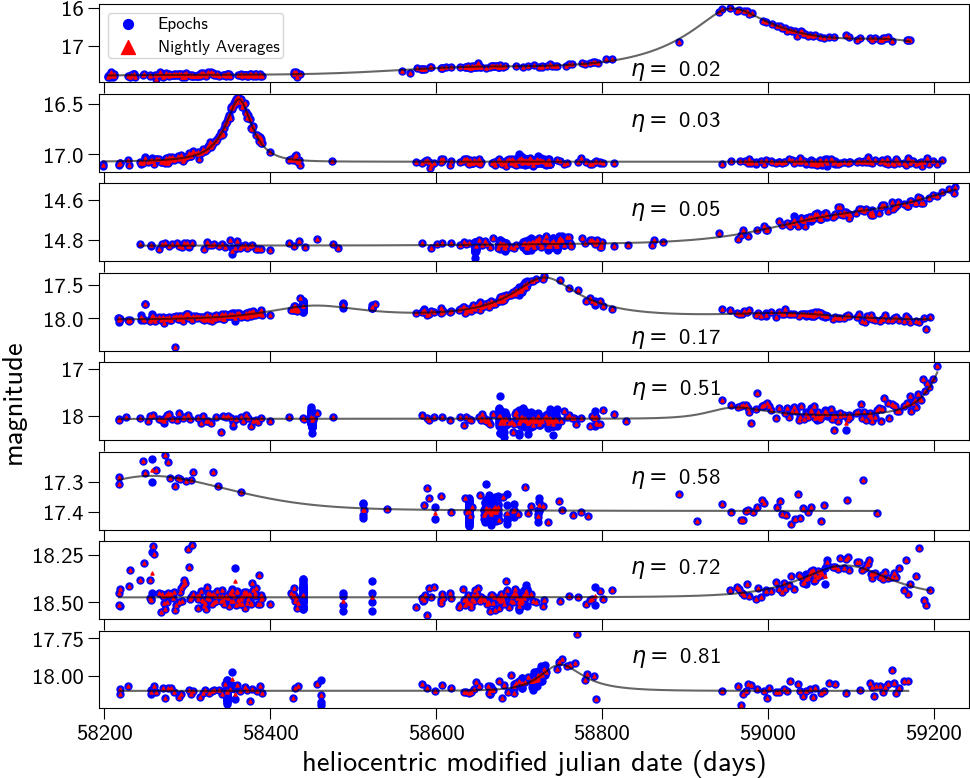 16
17
Epochs
Nightly Averages
η = 0.02
16.5
17.0
η = 0.03
14.6
14.8
η = 0.05
17.5
18.0
η = 0.17
17
18
η = 0.51
17.3
17.4
η = 0.58
18.25
18.50
η = 0.72
17.75
18.00
η = 0.81
magnitude
58200 58400 58600 58800 59000 59200
heliocentric modified julian date (days)